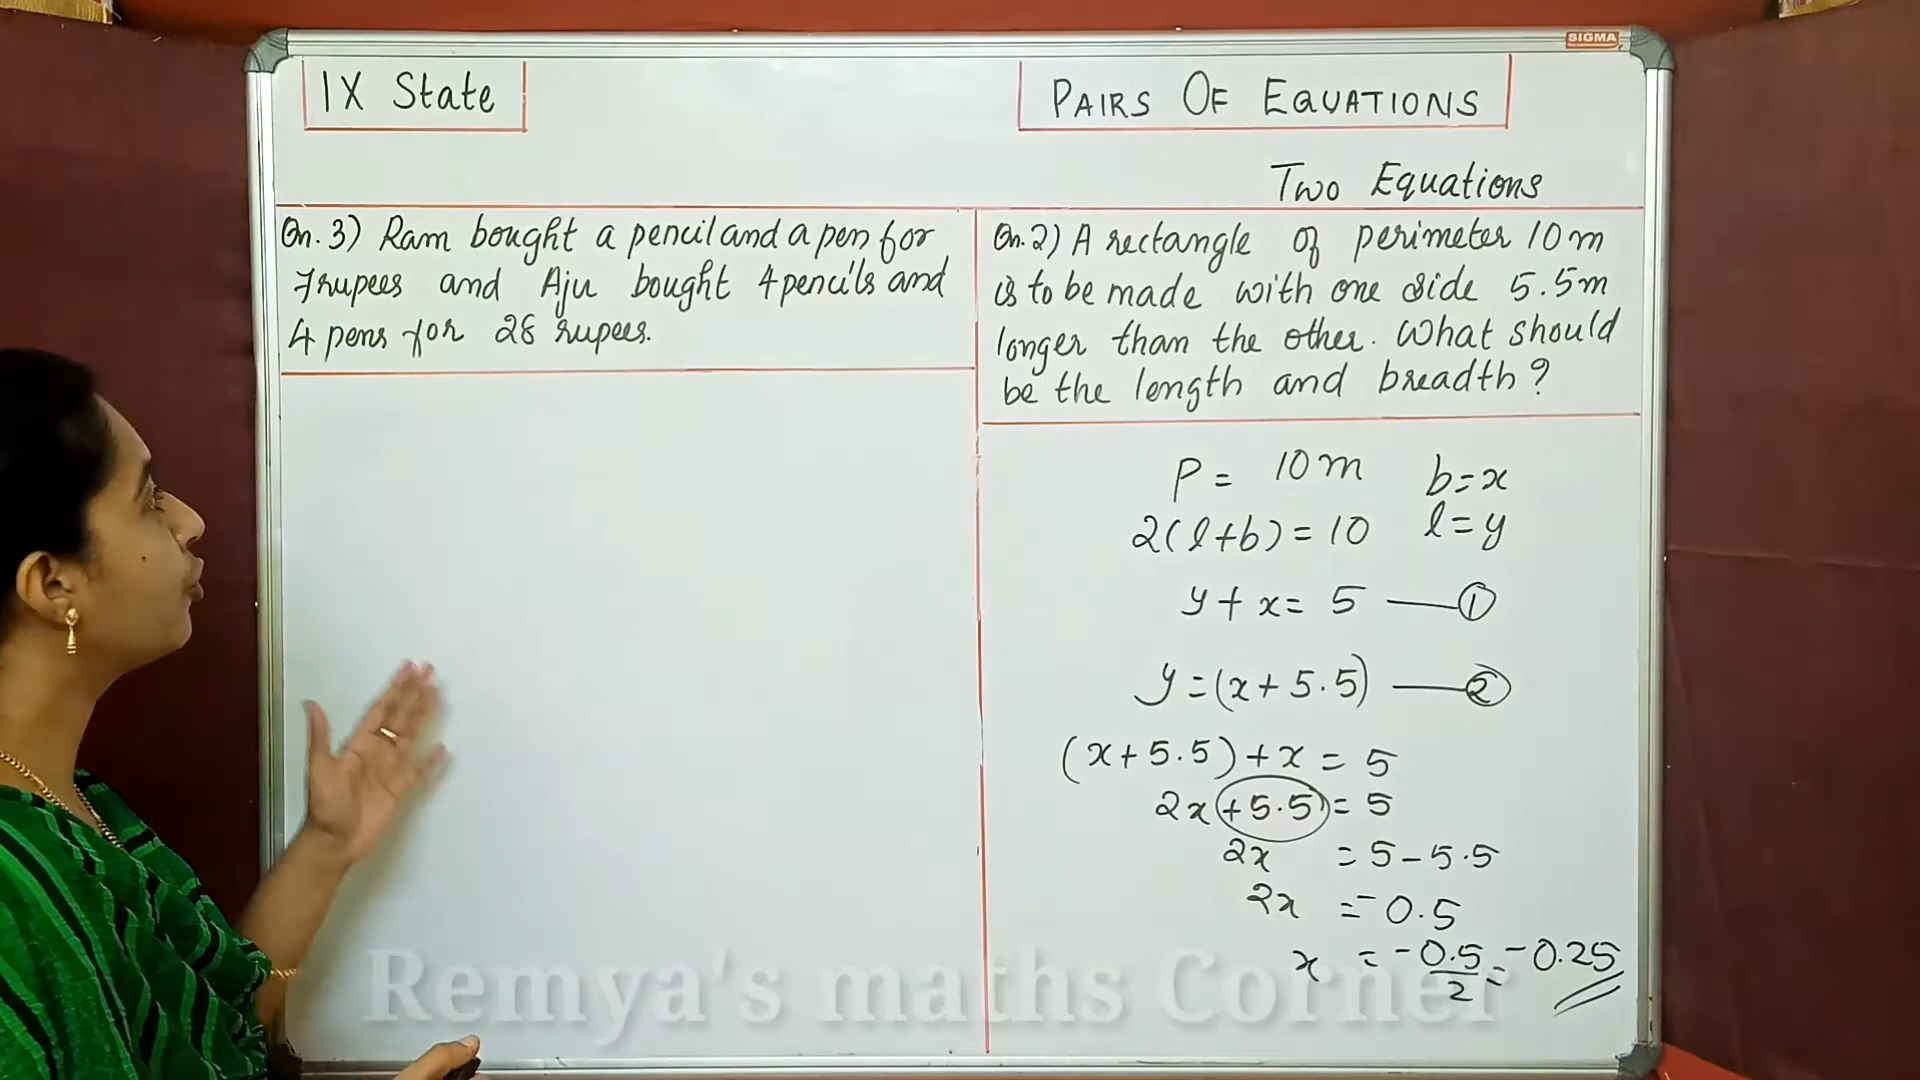 SIGMA
IX State
PAIRS OF EQUATIONS
Two Equations
Qn. 3) Ram bought a pencil and a pen for
7rupees and Aju bought 4pencils and
4 pens for 28 rupees.
Qn. 2) A rectangle of perimeter 10m
is to be made with one side 5.5m
longer than the other. What should
be the length and breadth?
P = 10m b=x
2(l+b)=10 l=y
y+x=5 —①
y=(x+5.5) —②
(x+5.5)+x=5
2x+5.5=5
2x =5-5.5
2x =-0.5
x = -0.5/2 = -0.25
Remya's maths Corner